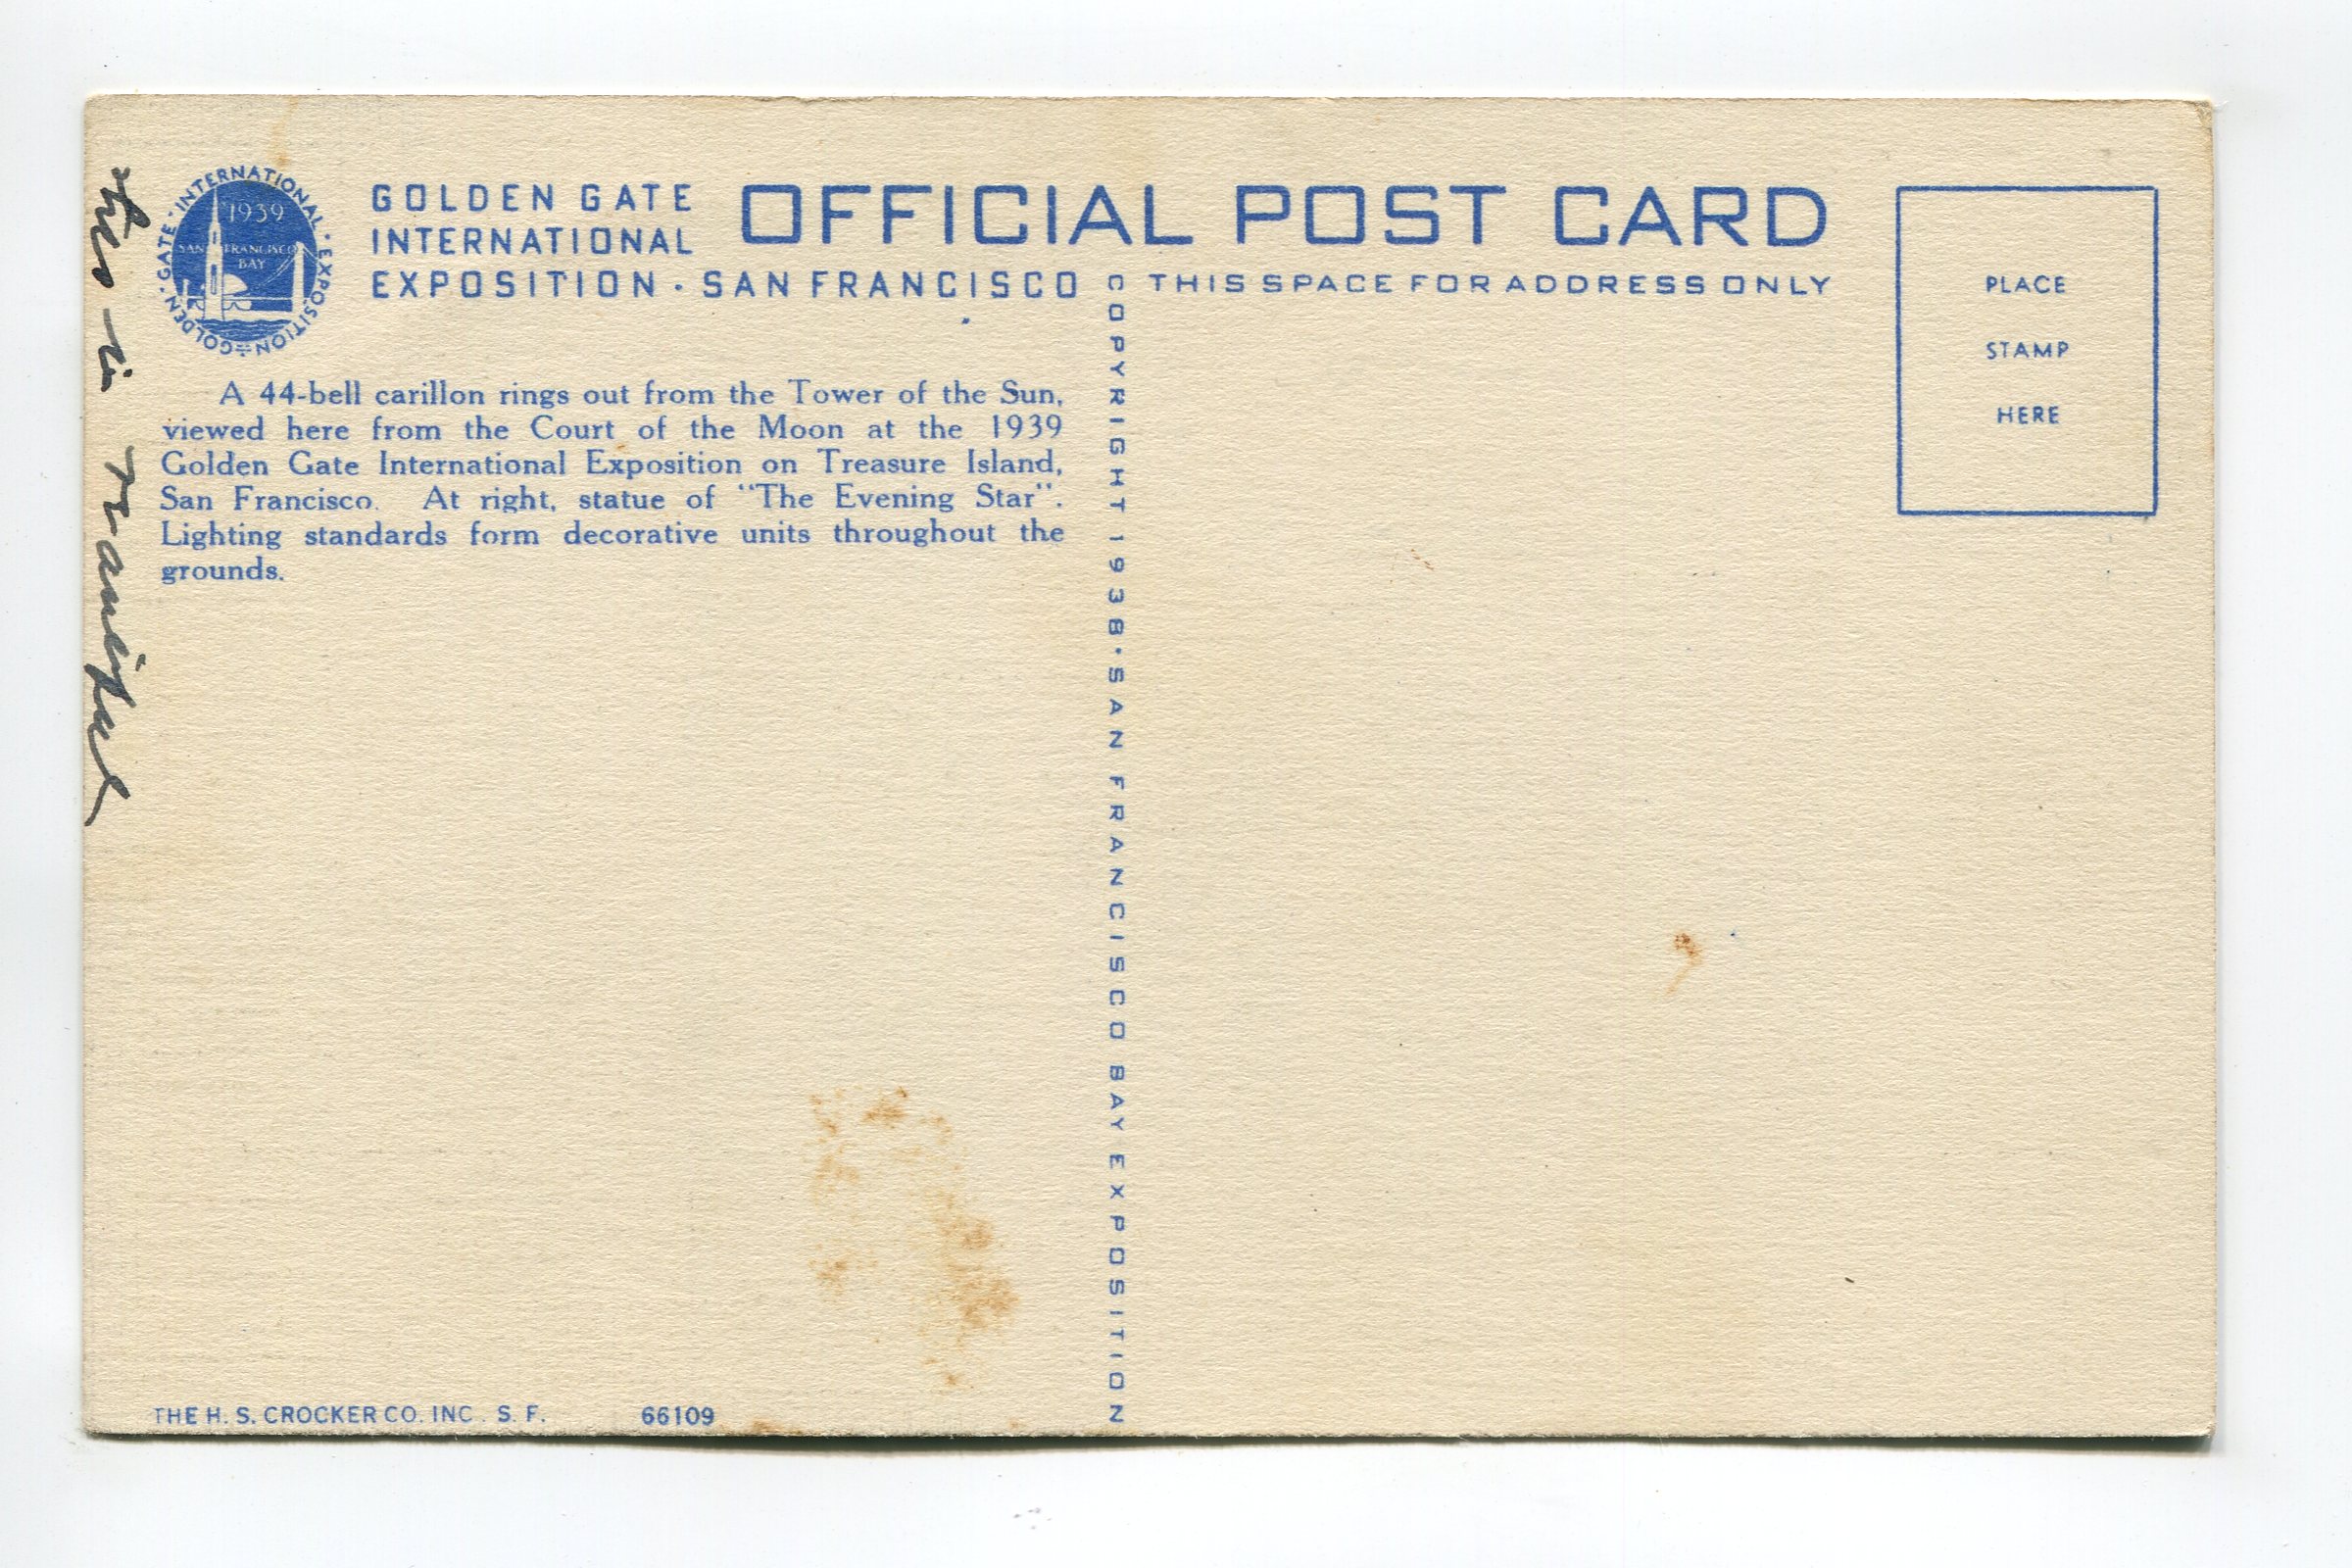 GOLDEN · GATE · INTERNATIONAL · EXPOSITION
1939
SAN FRANCISCO
BAY
GOLDEN GATE
INTERNATIONAL
EXPOSITION · SAN FRANCISCO
OFFICIAL POST CARD
THIS SPACE FOR ADDRESS ONLY
PLACE
STAMP
HERE
A 44-bell carillon rings out from the Tower of the Sun,
viewed here from the Court of the Moon at the 1939
Golden Gate International Exposition on Treasure Island,
San Francisco. At right, statue of "The Evening Star".
Lighting standards form decorative units throughout the
grounds.
COPYRIGHT 1938 · SAN FRANCISCO BAY EXPOSITION
THE H. S. CROCKER CO. INC. S. F.
66109
this is